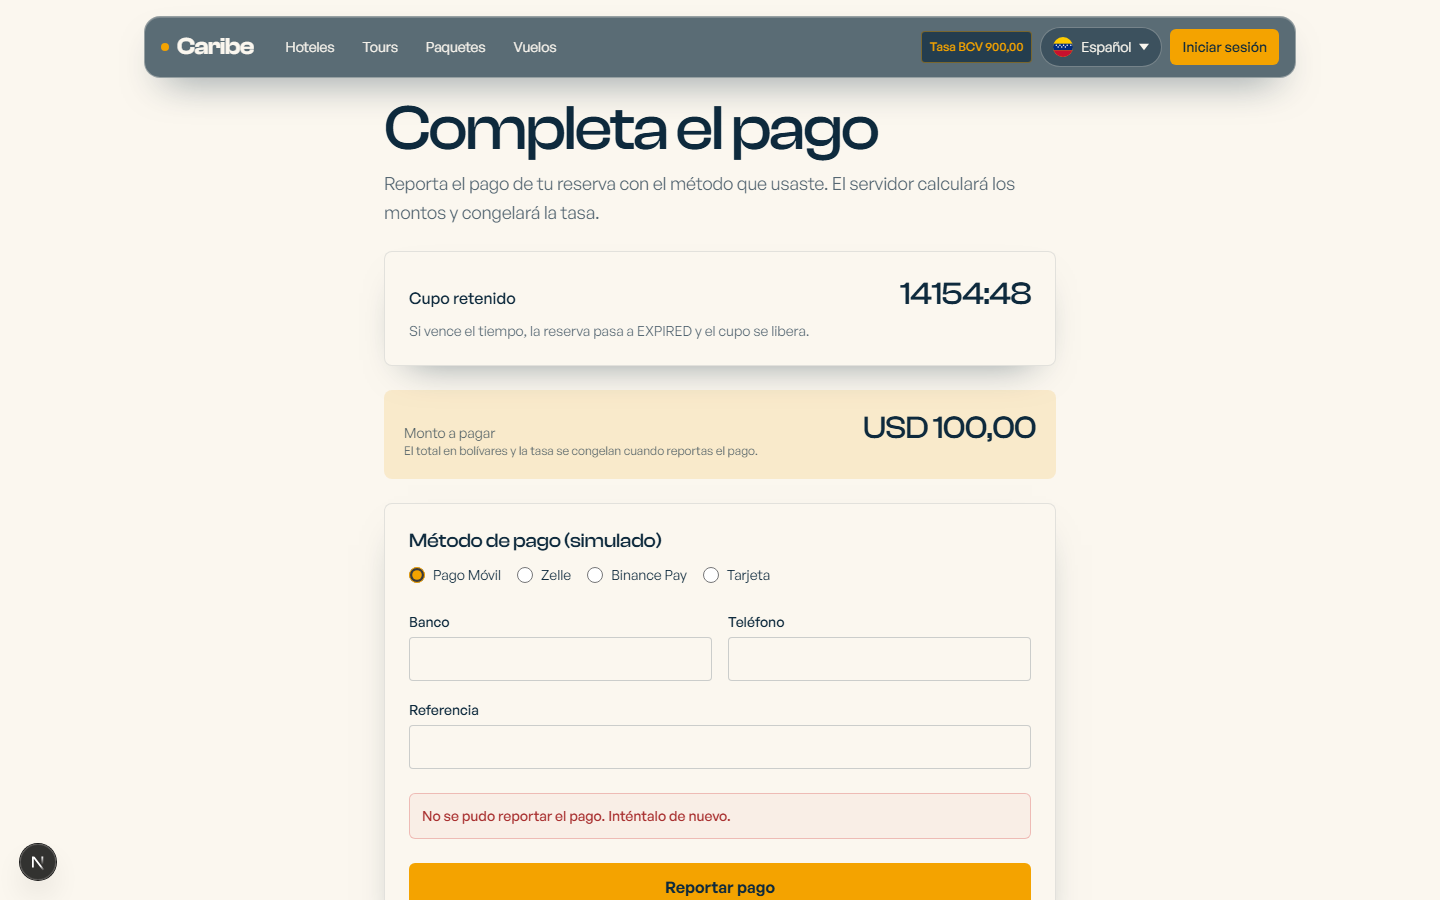 Caribe
Hoteles
Tours
Paquetes
Vuelos
Tasa BCV 900,00
Español
Iniciar sesión
Completa el pago
Reporta el pago de tu reserva con el método que usaste. El servidor calculará los
montos y congelará la tasa.
Cupo retenido
14154:48
Si vence el tiempo, la reserva pasa a EXPIRED y el cupo se libera.
Monto a pagar
USD 100,00
El total en bolívares y la tasa se congelan cuando reportas el pago.
Método de pago (simulado)
Pago Móvil
Zelle
Binance Pay
Tarjeta
Banco
Teléfono
Referencia
No se pudo reportar el pago. Inténtalo de nuevo.
N
Reportar pago